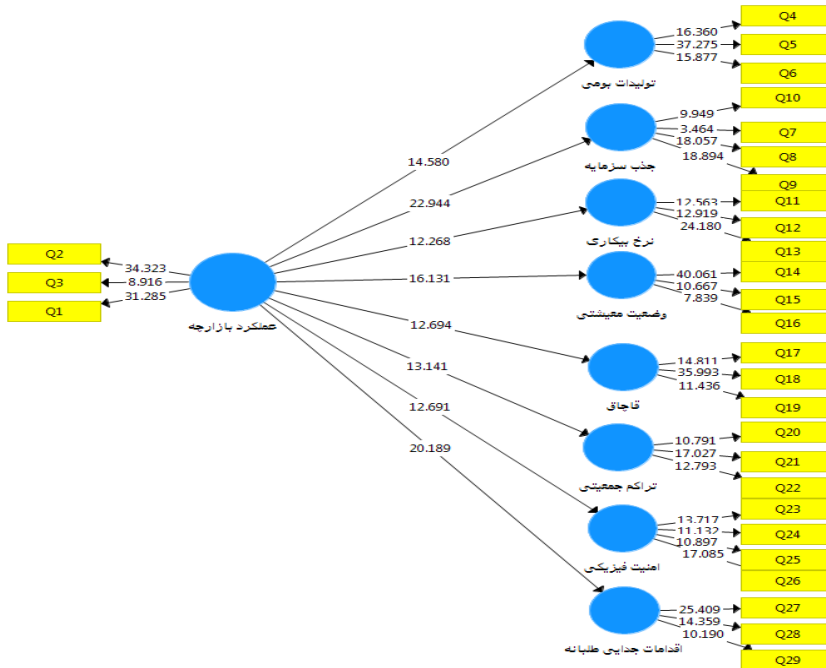 Q2
Q3
Q1
34.323
8.916
31.285
عملکرد بازارچه
14.580
22.944
12.268
16.131
12.694
13.141
12.691
20.189
تولیدات بومی
16.360
37.275
15.877
Q4
Q5
Q6
جذب سرمایه
9.949
3.464
18.057
18.894
Q10
Q7
Q8
Q9
نرخ بیکاری
12.563
12.919
24.180
Q11
Q12
Q13
وضعیت معیشتی
40.061
10.667
7.839
Q14
Q15
Q16
قاچاق
14.811
35.993
11.436
Q17
Q18
Q19
تراکم جمعیتی
10.791
17.027
12.793
Q20
Q21
Q22
امنیت فیزیکی
13.717
11.132
10.897
17.085
Q23
Q24
Q25
Q26
اقدامات جدایی طلبانه
25.409
14.359
10.190
Q27
Q28
Q29